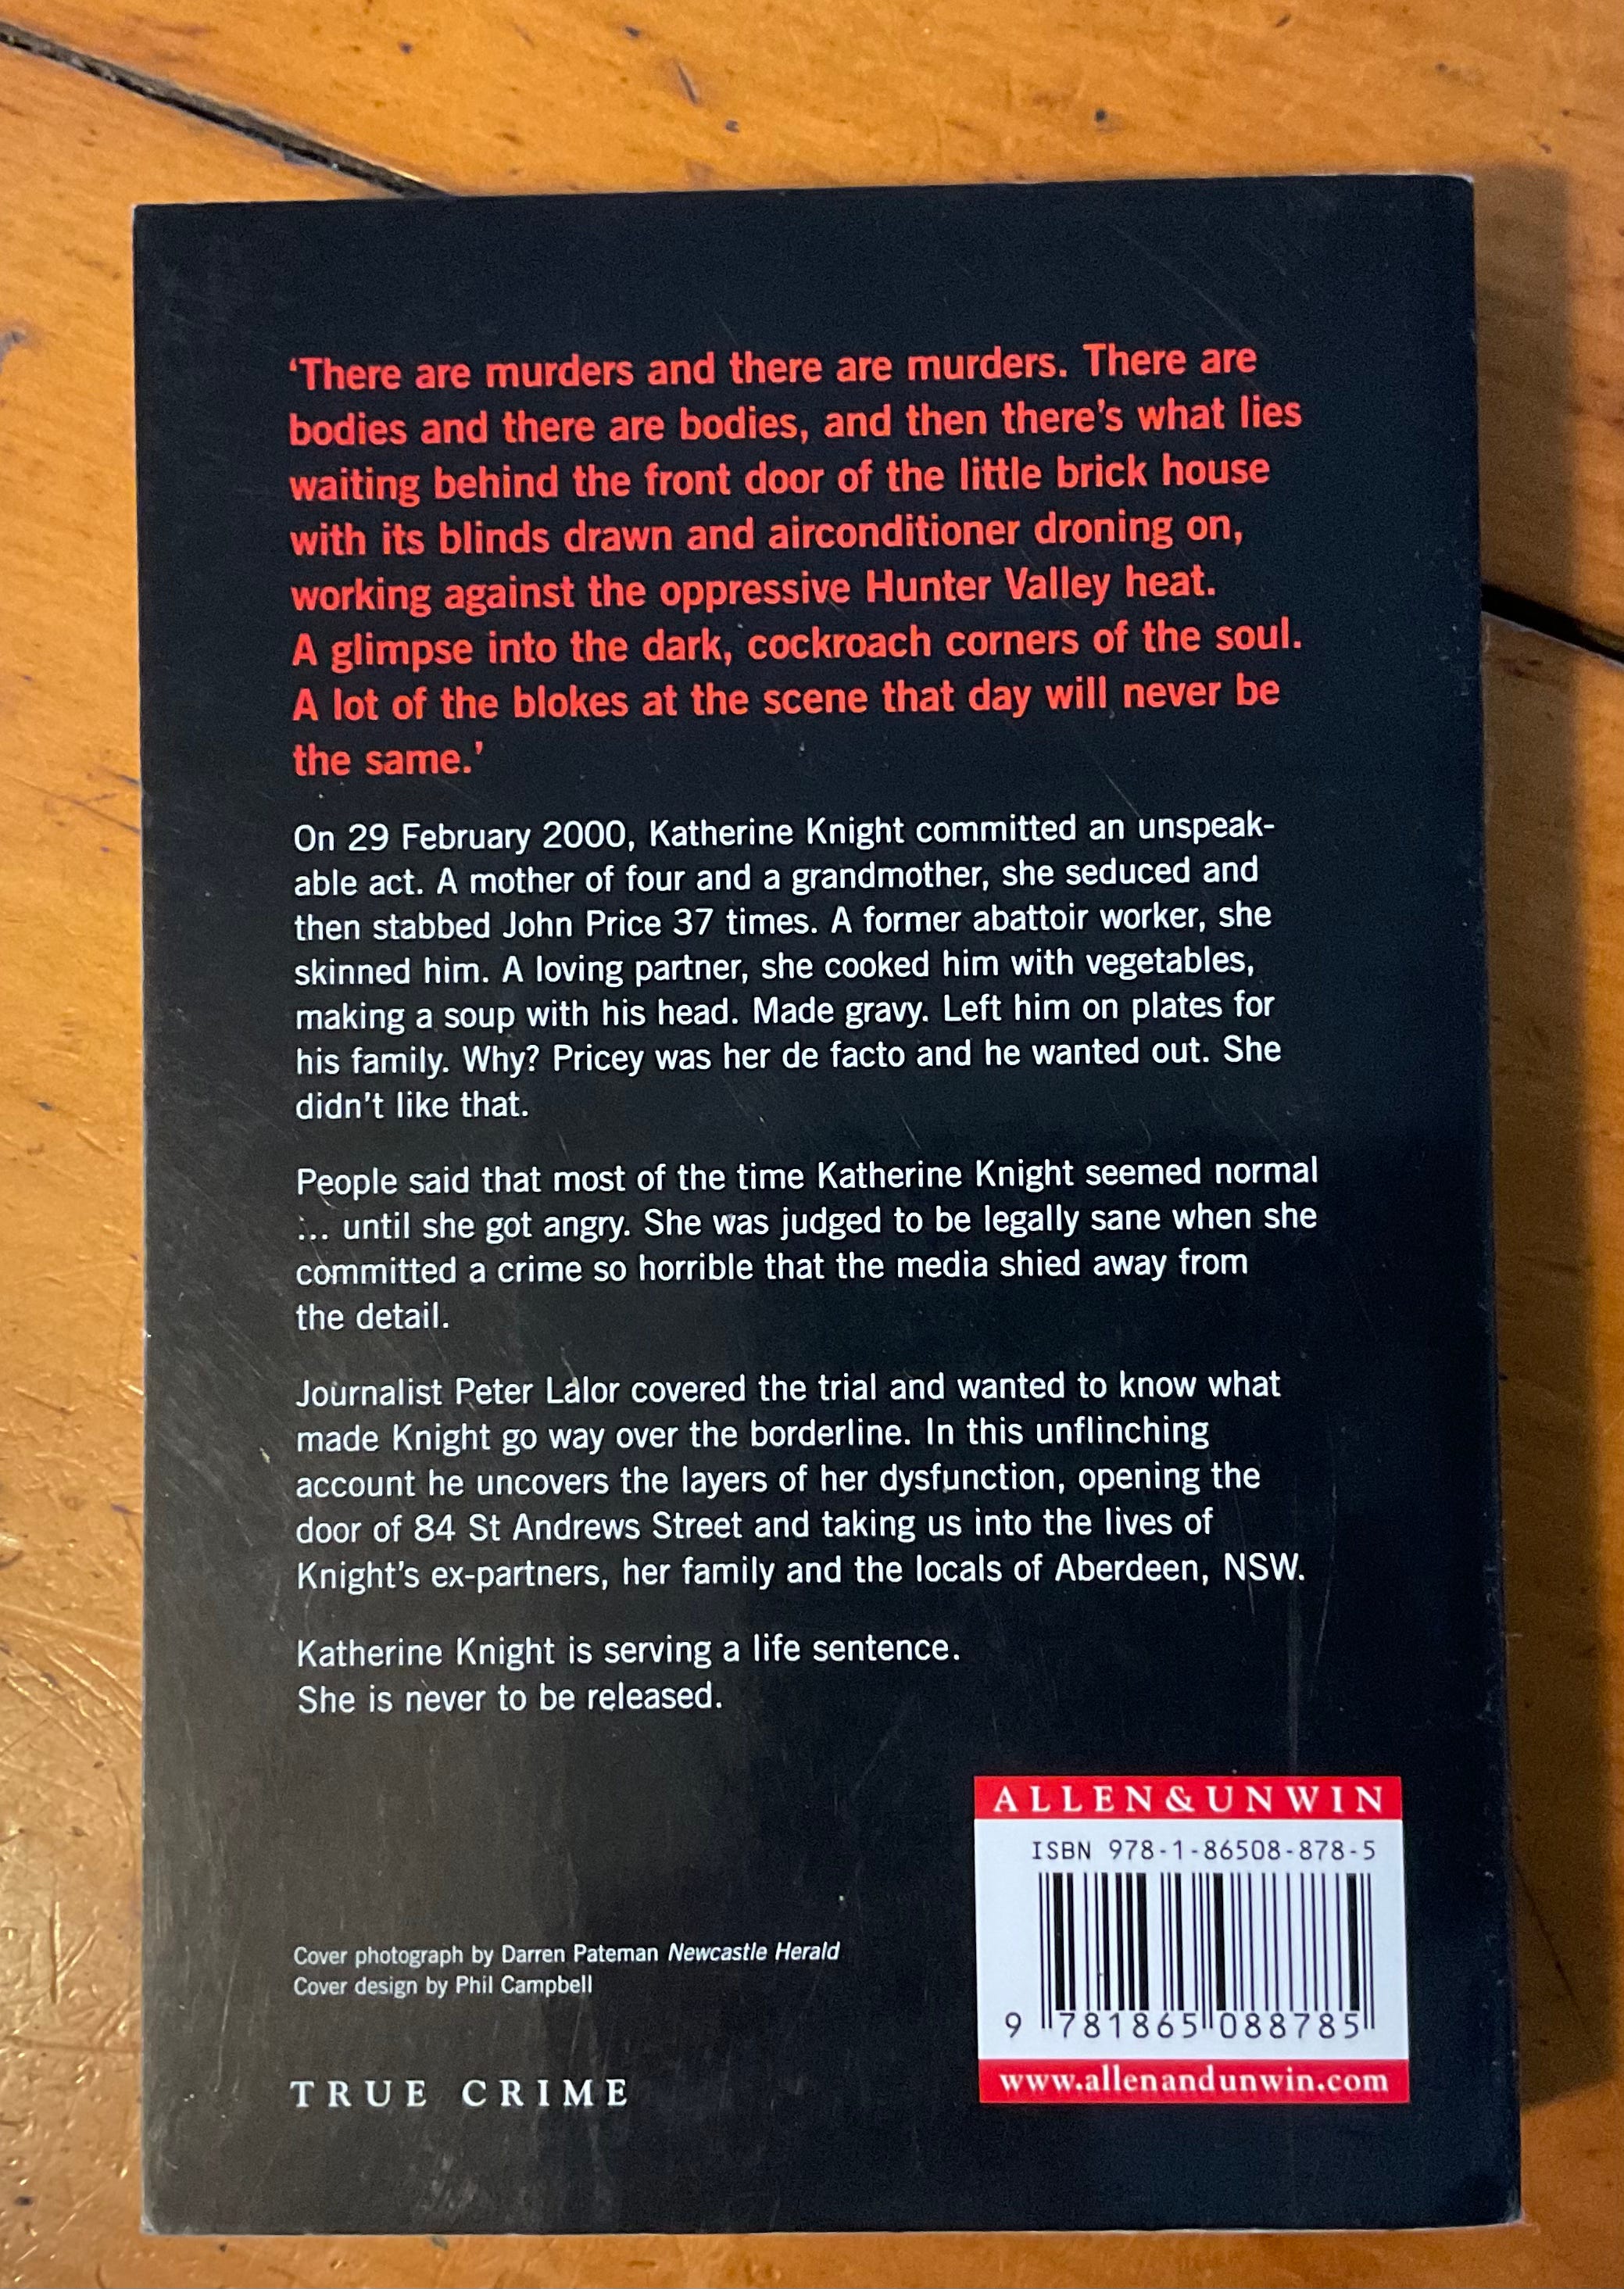 ‘There are murders and there are murders. There are
bodies and there are bodies, and then there’s what lies
waiting behind the front door of the little brick house
with its blinds drawn and airconditioner droning on,
working against the oppressive Hunter Valley heat.
A glimpse into the dark, cockroach corners of the soul.
A lot of the blokes at the scene that day will never be
the same.’
On 29 February 2000, Katherine Knight committed an unspeak-
able act. A mother of four and a grandmother, she seduced and
then stabbed John Price 37 times. A former abattoir worker, she
skinned him. A loving partner, she cooked him with vegetables,
making a soup with his head. Made gravy. Left him on plates for
his family. Why? Pricey was her de facto and he wanted out. She
didn’t like that.
People said that most of the time Katherine Knight seemed normal
... until she got angry. She was judged to be legally sane when she
committed a crime so horrible that the media shied away from
the detail.
Journalist Peter Lalor covered the trial and wanted to know what
made Knight go way over the borderline. In this unflinching
account he uncovers the layers of her dysfunction, opening the
door of 84 St Andrews Street and taking us into the lives of
Knight’s ex-partners, her family and the locals of Aberdeen, NSW.
Katherine Knight is serving a life sentence.
She is never to be released.
Cover photograph by Darren Pateman Newcastle Herald
Cover design by Phil Campbell
TRUE CRIME
ALLEN&UNWIN
ISBN 978-1-86508-878-5
9 781865 088785
www.allenandunwin.com